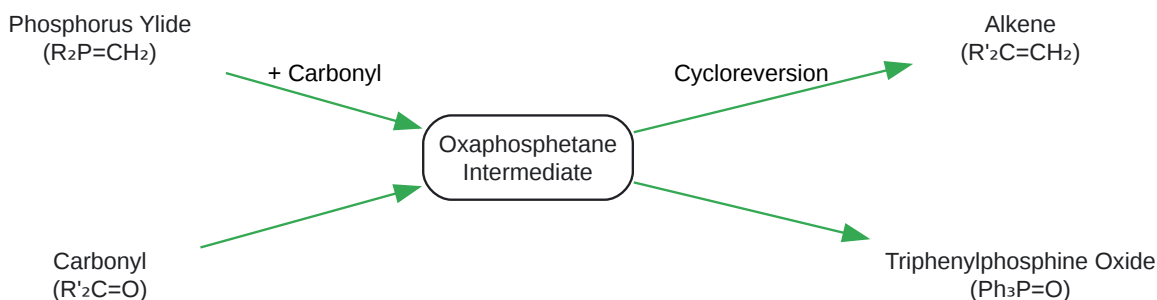 Phosphorus Ylide
(R₂P=CH₂)
+ Carbonyl
Carbonyl
(R'₂C=O)
Oxaphosphetane
Intermediate
Cycloreversion
Alkene
(R'₂C=CH₂)
Triphenylphosphine Oxide
(Ph₃P=O)